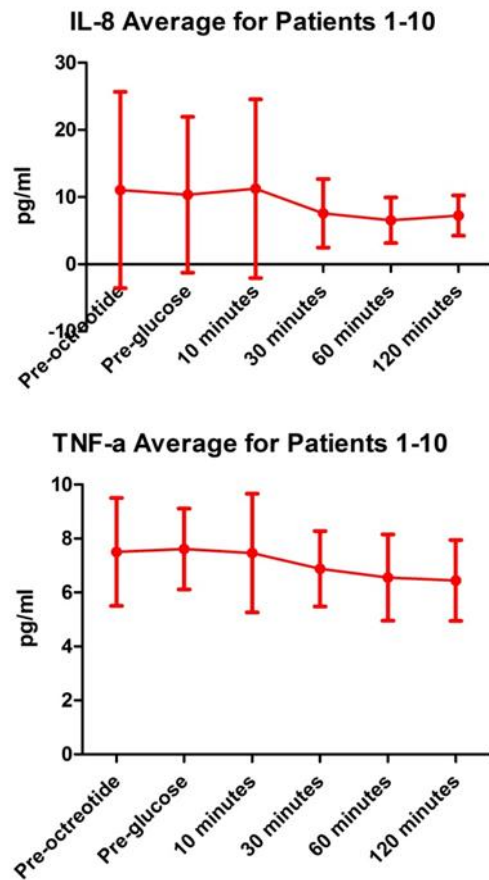 IL-8 Average for Patients 1-10
30
20
10
0
-10
pg/ml
Pre-octreotide
Pre-glucose
10 minutes
30 minutes
60 minutes
120 minutes
TNF-a Average for Patients 1-10
10
8
6
4
2
0
pg/ml
Pre-octreotide
Pre-glucose
10 minutes
30 minutes
60 minutes
120 minutes